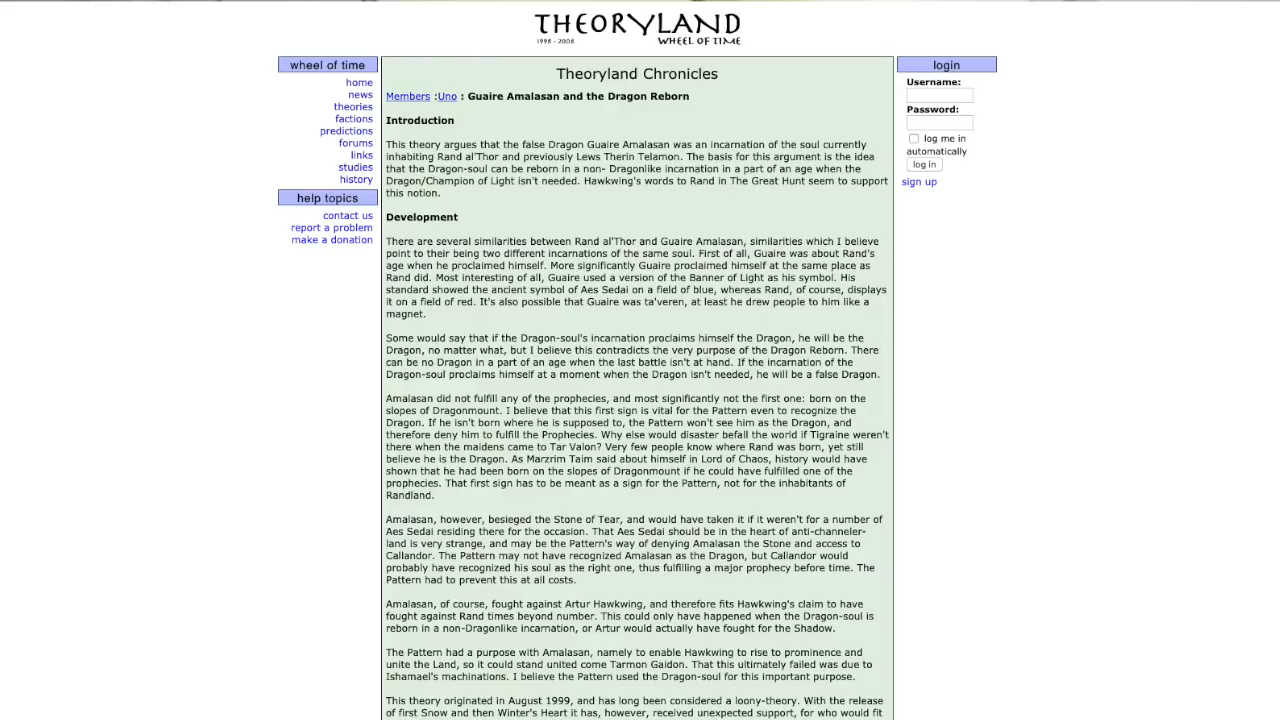 THEORYLAND
1998 - 2008 WHEEL OF TIME
wheel of time
home
news
theories
factions
predictions
forums
links
studies
history
help topics
contact us
report a problem
make a donation
Theoryland Chronicles
Members :Uno : Guaire Amalasan and the Dragon Reborn
Introduction
This theory argues that the false Dragon Guaire Amalasan was an incarnation of the soul currently
inhabiting Rand al'Thor and previously Lews Therin Telamon. The basis for this argument is the idea
that the Dragon-soul can be reborn in a non- Dragonlike incarnation in a part of an age when the
Dragon/Champion of Light isn't needed. Hawkwing's words to Rand in The Great Hunt seem to support
this notion.
Development
There are several similarities between Rand al'Thor and Guaire Amalasan, similarities which I believe
point to their being two different incarnations of the same soul. First of all, Guaire was about Rand's
age when he proclaimed himself. More significantly Guaire proclaimed himself at the same place as
Rand did. Most interesting of all, Guaire used a version of the Banner of Light as his symbol. His
standard showed the ancient symbol of Aes Sedai on a field of blue, whereas Rand, of course, displays
it on a field of red. It's also possible that Guaire was ta'veren, at least he drew people to him like a
magnet.
Some would say that if the Dragon-soul's incarnation proclaims himself the Dragon, he will be the
Dragon, no matter what, but I believe this contradicts the very purpose of the Dragon Reborn. There
can be no Dragon in a part of an age when the last battle isn't at hand. If the incarnation of the
Dragon-soul proclaims himself at a moment when the Dragon isn't needed, he will be a false Dragon.
Amalasan did not fulfill any of the prophecies, and most significantly not the first one: born on the
slopes of Dragonmount. I believe that this first sign is vital for the Pattern even to recognize the
Dragon. If he isn't born where he is supposed to, the Pattern won't see him as the Dragon, and
therefore deny him to fulfill the Prophecies. Why else would disaster befall the world if Tigraine weren't
there when the maidens came to Tar Valon? Very few people know where Rand was born, yet still
believe he is the Dragon. As Marzrim Taim said about himself in Lord of Chaos, history would have
shown that he had been born on the slopes of Dragonmount if he could have fulfilled one of the
prophecies. That first sign has to be meant as a sign for the Pattern, not for the inhabitants of
Randland.
Amalasan, however, besieged the Stone of Tear, and would have taken it if it weren't for a number of
Aes Sedai residing there for the occasion. That Aes Sedai should be in the heart of anti-channeler-
land is very strange, and may be the Pattern's way of denying Amalasan the Stone and access to
Callandor. The Pattern may not have recognized Amalasan as the Dragon, but Callandor would
probably have recognized his soul as the right one, thus fulfilling a major prophecy before time. The
Pattern had to prevent this at all costs.
Amalasan, of course, fought against Artur Hawkwing, and therefore fits Hawkwing's claim to have
fought against Rand times beyond number. This could only have happened when the Dragon-soul is
reborn in a non-Dragonlike incarnation, or Artur would actually have fought for the Shadow.
The Pattern had a purpose with Amalasan, namely to enable Hawkwing to rise to prominence and
unite the Land, so it could stand united come Tarmon Gaidon. That this ultimately failed was due to
Ishamael's machinations. I believe the Pattern used the Dragon-soul for this important purpose.
This theory originated in August 1999, and has long been considered a loony-theory. With the release
of first Snow and then Winter's Heart it has, however, received unexpected support, for who would fit
login
Username:
Password:
log me in
automatically
log in
sign up